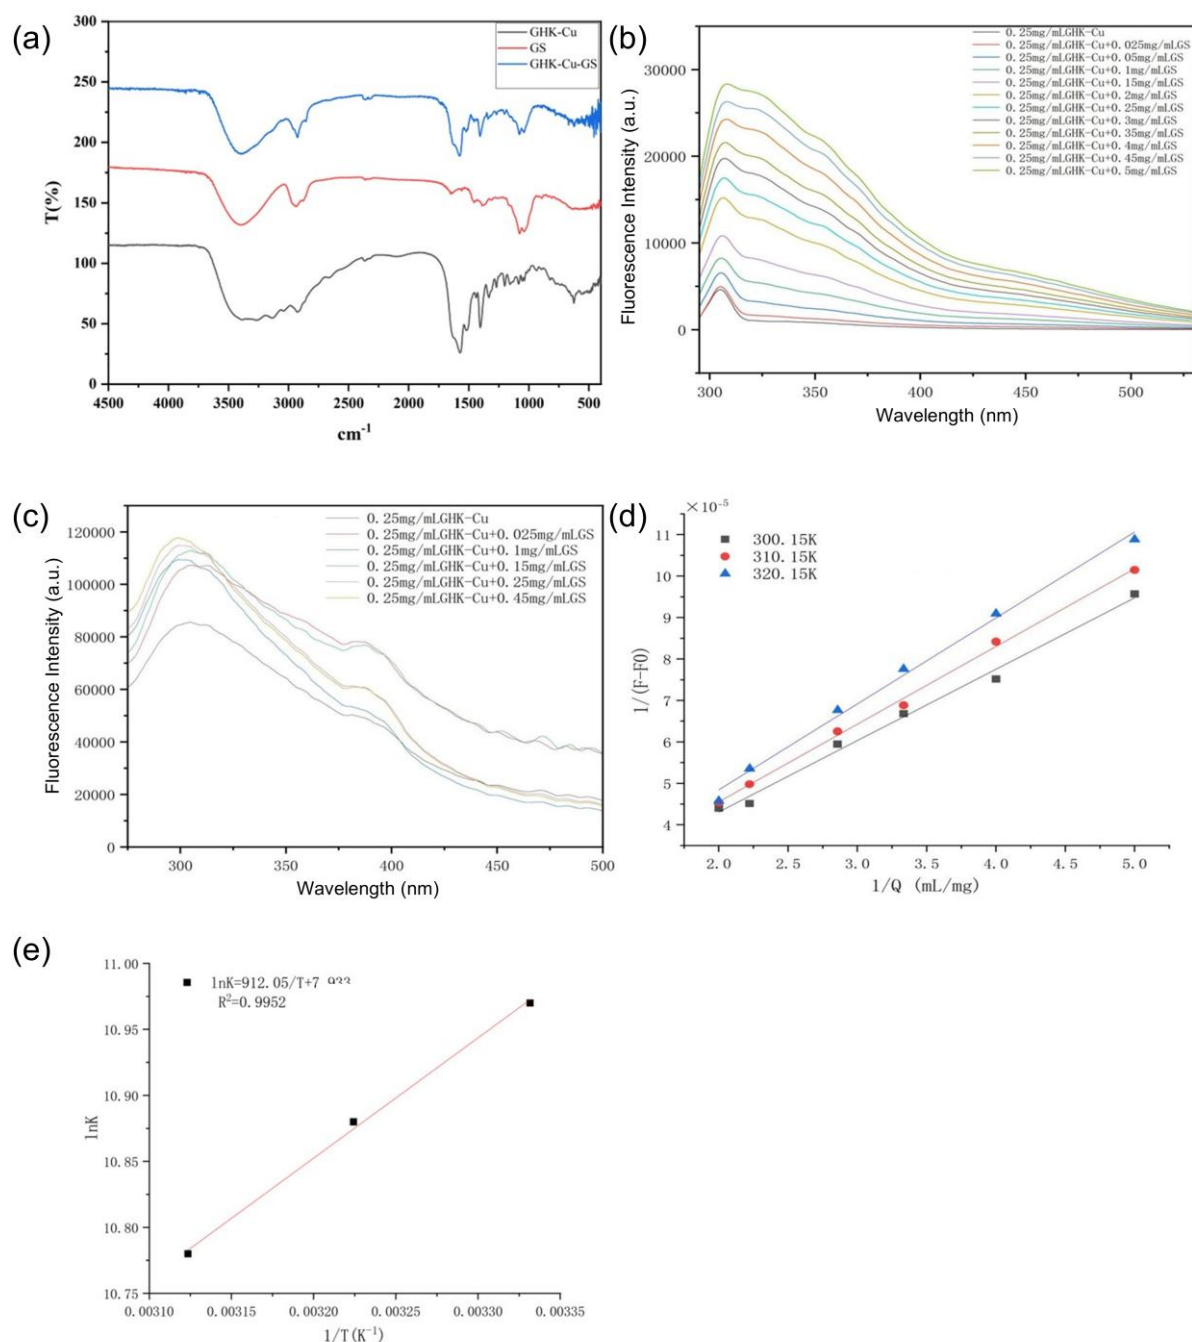 (a)
300
250
200
150
100
50
0
T(%)
GHK-Cu
GS
GHK-Cu-GS
4500 4000 3500 3000 2500 2000 1500 1000 500
cm⁻¹
(b)
30000
20000
10000
0
Fluorescence Intensity (a.u.)
0.25mg/mLGHK-Cu
0.25mg/mLGHK-Cu+0.025mg/mLGS
0.25mg/mLGHK-Cu+0.05mg/mLGS
0.25mg/mLGHK-Cu+0.1mg/mLGS
0.25mg/mLGHK-Cu+0.15mg/mLGS
0.25mg/mLGHK-Cu+0.2mg/mLGS
0.25mg/mLGHK-Cu+0.25mg/mLGS
0.25mg/mLGHK-Cu+0.3mg/mLGS
0.25mg/mLGHK-Cu+0.35mg/mLGS
0.25mg/mLGHK-Cu+0.4mg/mLGS
0.25mg/mLGHK-Cu+0.45mg/mLGS
0.25mg/mLGHK-Cu+0.5mg/mLGS
300 350 400 450 500
Wavelength (nm)
(c)
120000
100000
80000
60000
40000
20000
0
Fluorescence Intensity (a.u.)
0.25mg/mLGHK-Cu
0.25mg/mLGHK-Cu+0.025mg/mLGS
0.25mg/mLGHK-Cu+0.1mg/mLGS
0.25mg/mLGHK-Cu+0.15mg/mLGS
0.25mg/mLGHK-Cu+0.25mg/mLGS
0.25mg/mLGHK-Cu+0.45mg/mLGS
300 350 400 450 500
Wavelength (nm)
(d)
×10⁻⁵
11
10
9
8
7
6
5
4
1/(F-F0)
300.15K
310.15K
320.15K
2.0 2.5 3.0 3.5 4.0 4.5 5.0
1/Q (mL/mg)
(e)
11.00
10.95
10.90
10.85
10.80
10.75
lnK
lnK=912.05/T+7.933
R²=0.9952
0.00310 0.00315 0.00320 0.00325 0.00330 0.00335
1/T(K⁻¹)